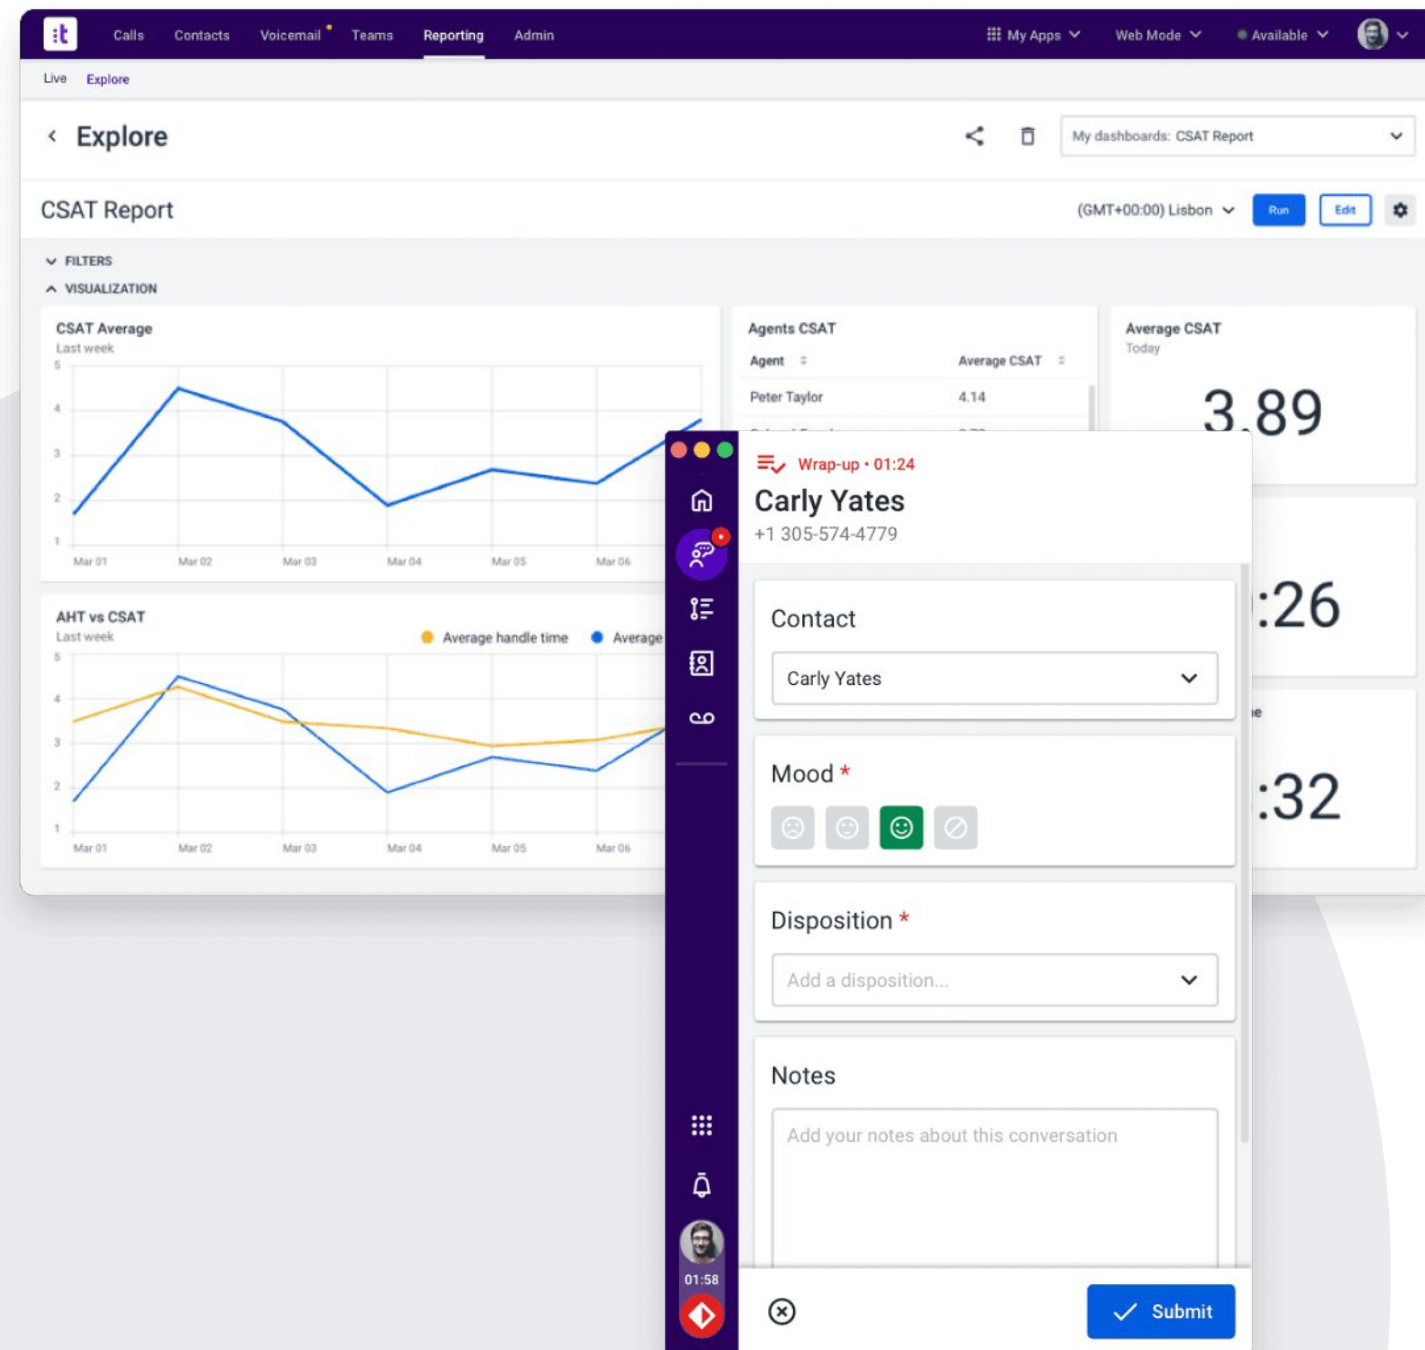 :t Calls Contacts Voicemail Teams Reporting Admin My Apps Web Mode Available
Live Explore
Explore
My dashboards: CSAT Report
CSAT Report
(GMT+00:00) Lisbon Run Edit
FILTERS
VISUALIZATION
CSAT Average
Last week
5
4
3
2
1
Mar 01 Mar 02 Mar 03 Mar 04 Mar 05 Mar 06
Agents CSAT
Agent Average CSAT
Peter Taylor 4.14
Average CSAT
Today
3.89
:26
:32
AHT vs CSAT
Last week
Average handle time Average
5
4
3
2
1
Mar 01 Mar 02 Mar 03 Mar 04 Mar 05 Mar 06
Wrap-up • 01:24
Carly Yates
+1 305-574-4779
Contact
Carly Yates
Mood *
Disposition *
Add a disposition...
Notes
Add your notes about this conversation
01:58
Submit